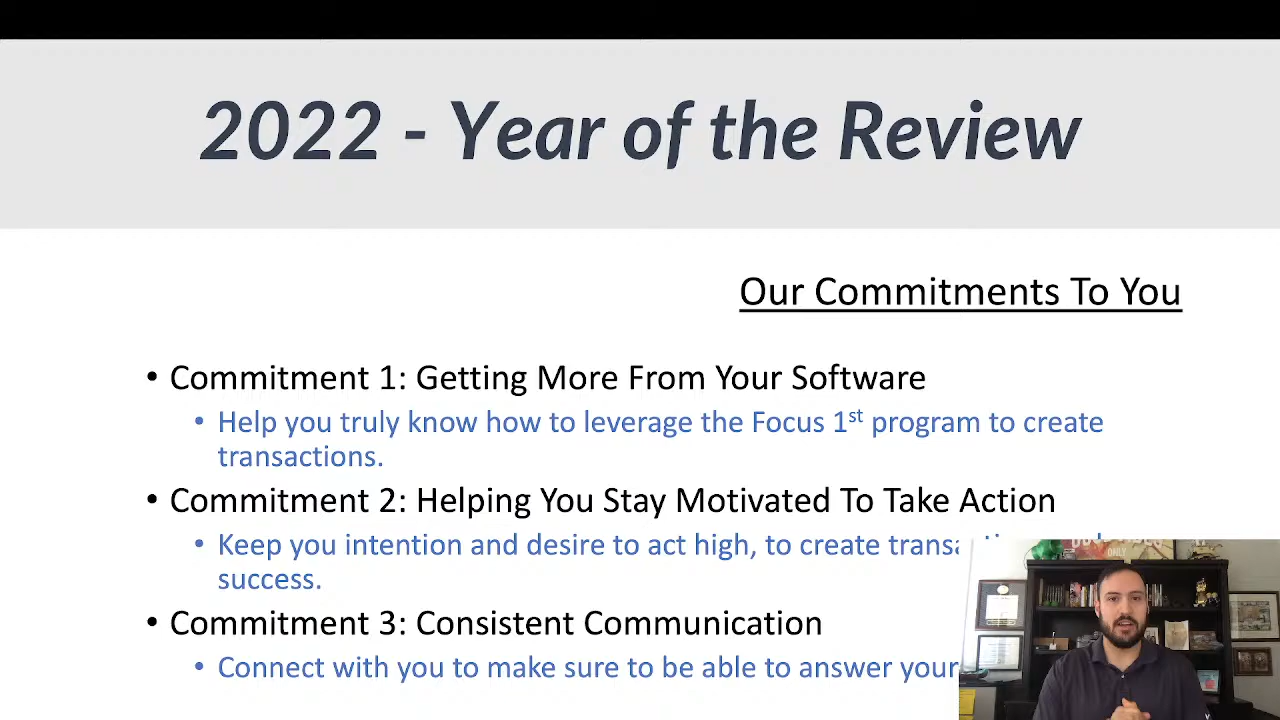 2022 - Year of the Review
Our Commitments To You
• Commitment 1: Getting More From Your Software
• Help you truly know how to leverage the Focus 1st program to create
transactions.
• Commitment 2: Helping You Stay Motivated To Take Action
• Keep you intention and desire to act high, to create
success.
• Commitment 3: Consistent Communication
• Connect with you to make sure to be able to answer your
ONLY